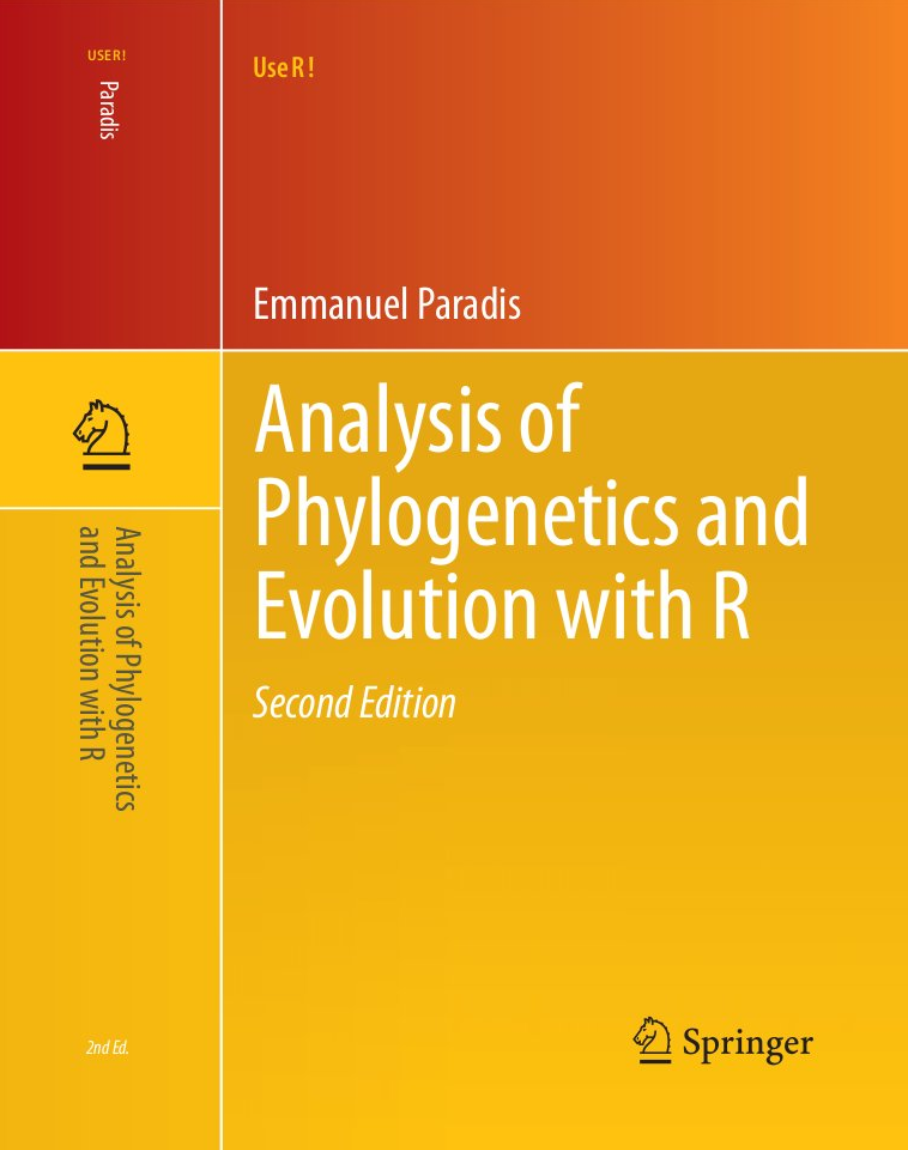 USER!
Paradis
Analysis of Phylogenetics
and Evolution with R
2nd Ed.
Use R!
Emmanuel Paradis
Analysis of
Phylogenetics and
Evolution with R
Second Edition
Springer